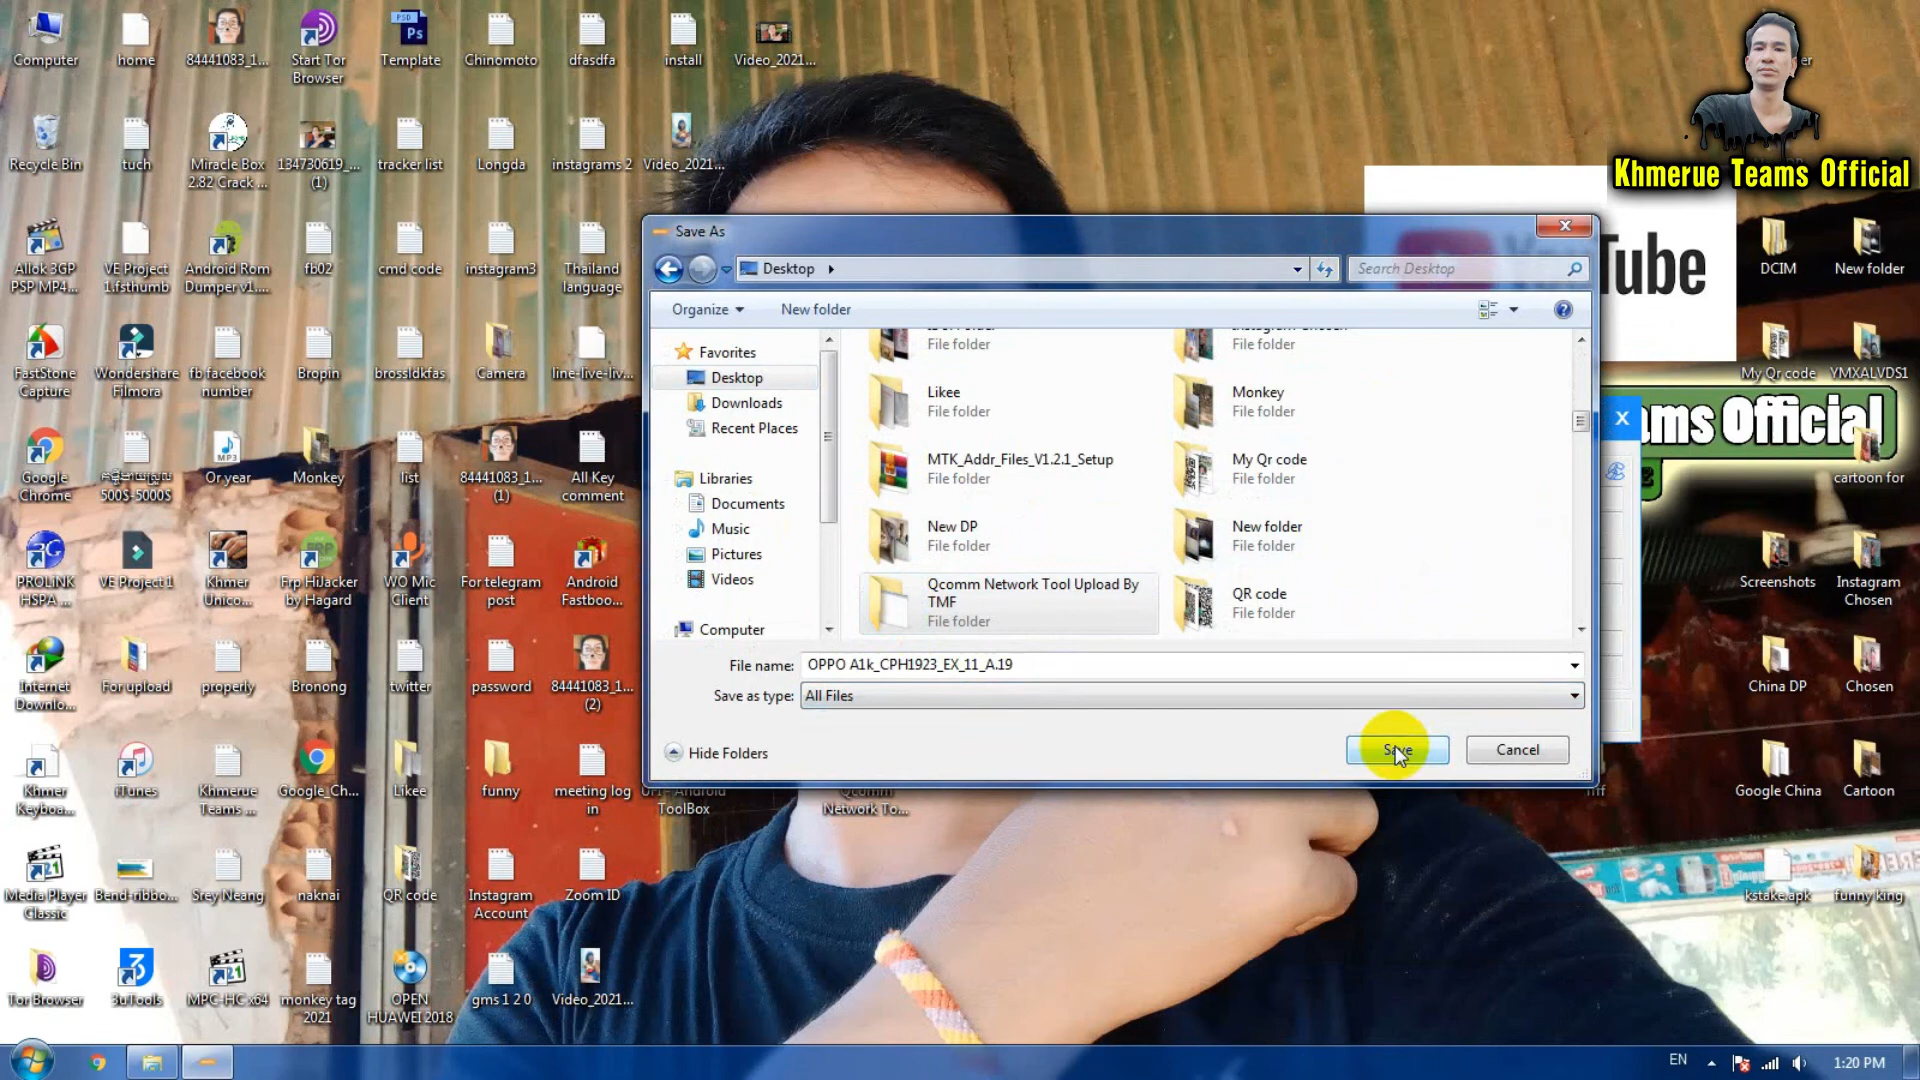 Computer
home
84441083_1...
Start Tor
Browser
Template
Chinomoto
dfasdfa
install
Video_2021...
Khmerue Teams Official
Recycle Bin
tuch
Miracle Box
2.82 Crack ...
134730619_...
(1)
tracker list
Longda
instagrams 2
Video_2021...
Allok 3GP
PSP MP4...
VE Project
1.fsthumb
Android Rom
Dumper v1....
fb02
cmd code
instagram3
Thailand
language
DCIM
New folder
FastStone
Capture
Wondershare
Filmora
fb facebook
number
Bropin
brossldkfas
Camera
line-live-liv...
My Qr code
YMXALVDS1
Google
Chrome
500$-5000$
Or year
Monkey
list
84441083_1...
(1)
All Key
comment
ams Official
cartoon for
PROLiNK
HSPA ...
VE Project1
Khmer
Unico...
Frp HiJacker
by Hagard
WO Mic
Client
For telegram
post
Android
Fastboo...
Screenshots
Instagram
Chosen
Internet
Downlo...
For upload
properly
Bronong
twitter
password
84441083_1...
(2)
China DP
Chosen
Khmer
Keyboa...
iTunes
Khmerue
Teams ...
Google_Ch...
Likee
funny
meeting log
in
ToolBox
Qcomm
Network To...
Google China
Cartoon
Media Player
Classic
Bend-ribbo...
Srey Neang
naknai
QR code
Instagram
Account
Zoom ID
kstake.apk
funny king
Tor Browser
3uTools
MPC-HC x64
monkey tag
2021
OPEN
HUAWEI 2018
gms 1 2 0
Video_2021...
Save As
Desktop
Search Desktop
Tube
Organize
New folder
Favorites
Desktop
Downloads
Recent Places
Libraries
Documents
Music
Pictures
Videos
Computer
File folder
File folder
Likee
File folder
Monkey
File folder
MTK_Addr_Files_V1.2.1_Setup
File folder
My Qr code
File folder
New DP
File folder
New folder
File folder
Qcomm Network Tool Upload By
TMF
File folder
QR code
File folder
File name: OPPO A1k_CPH1923_EX_11_A.19
Save as type: All Files
Hide Folders
Save
Cancel
EN
1:20 PM